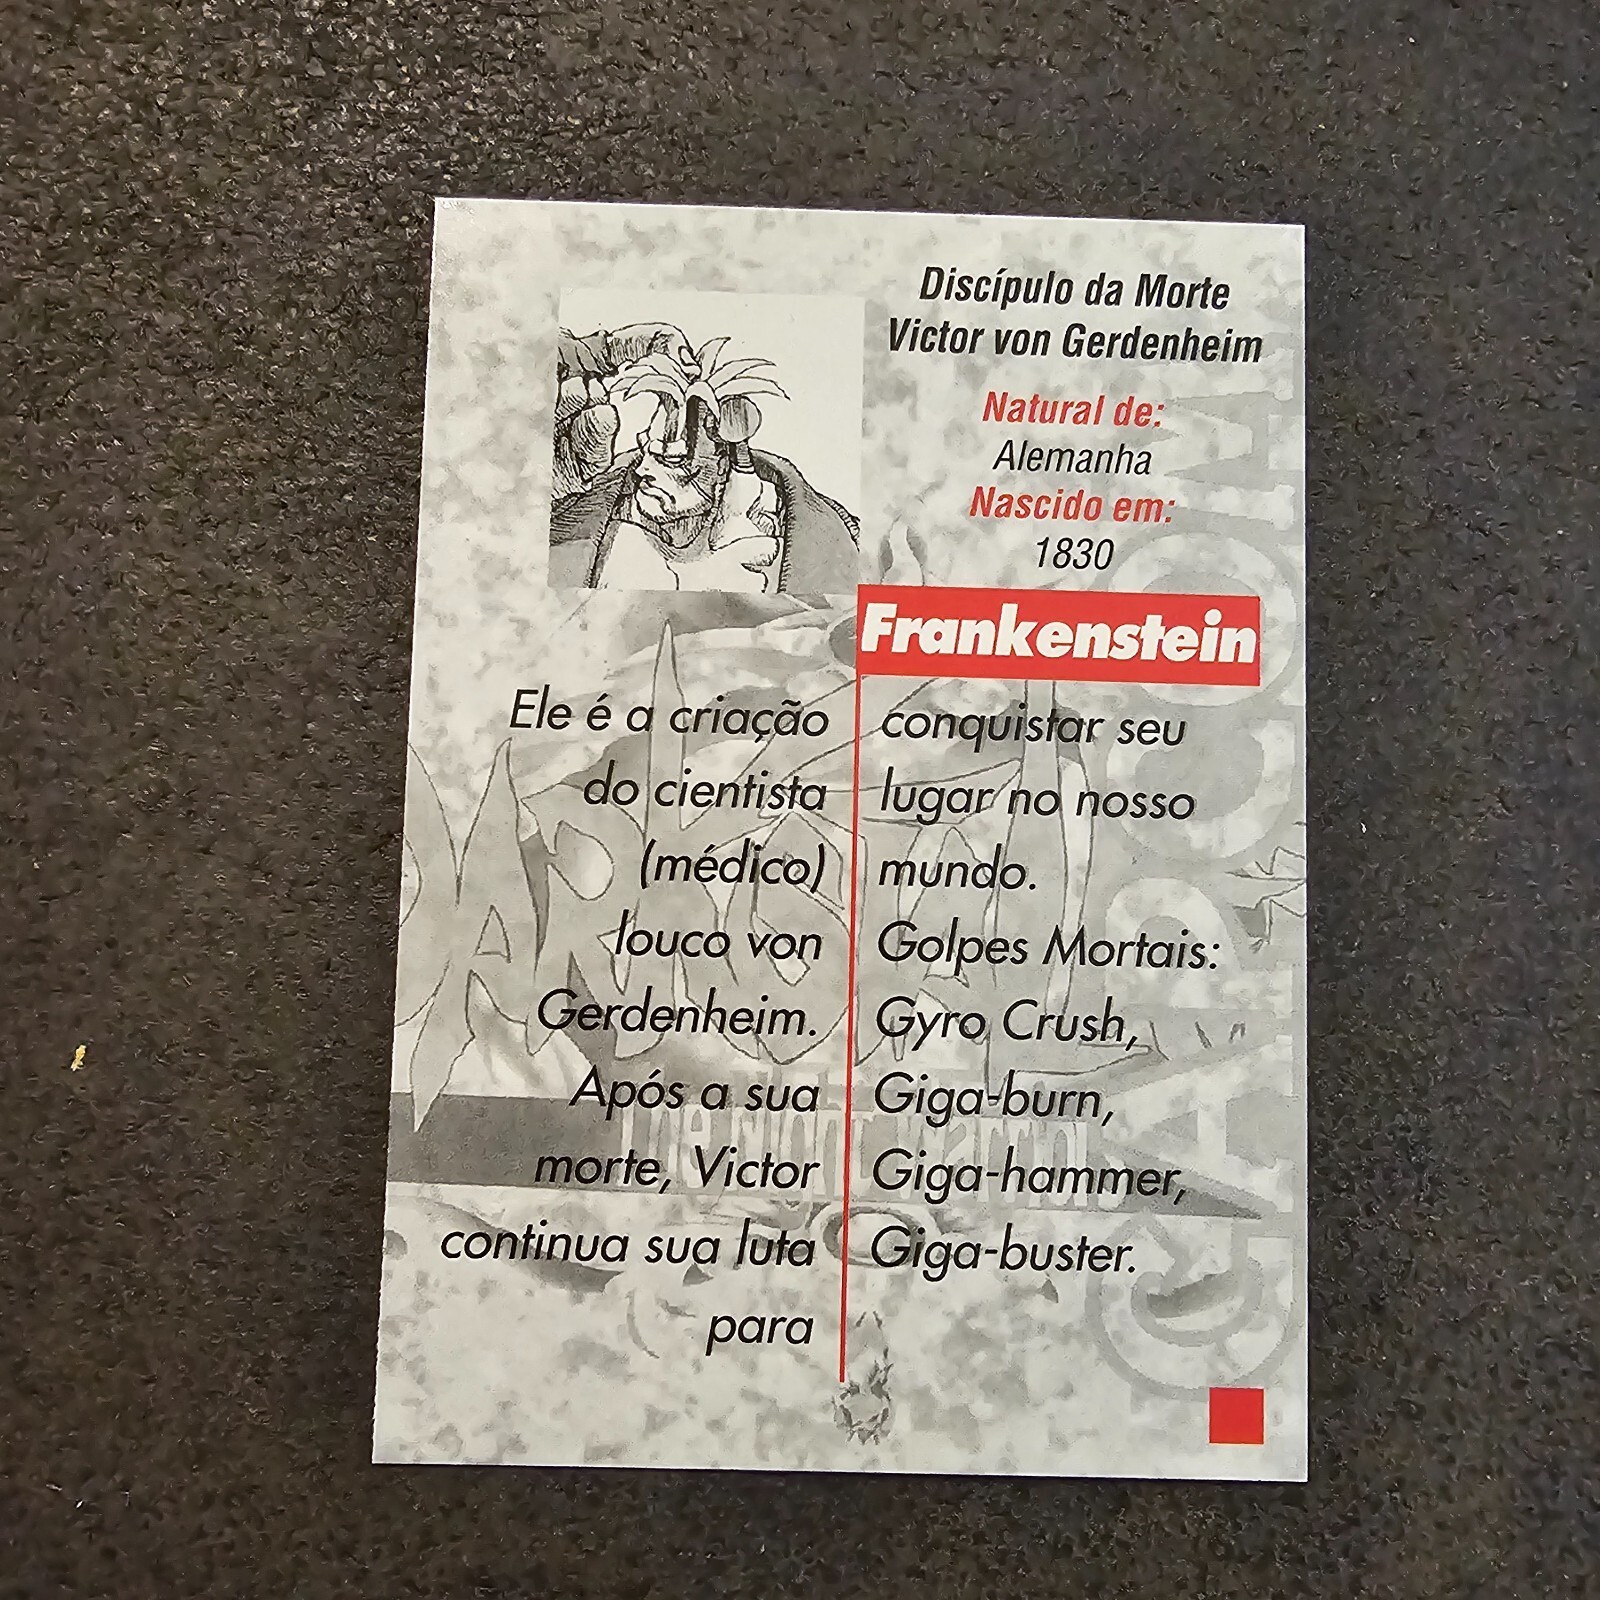 Discípulo da Morte
Victor von Gerdenheim
Natural de:
Alemanha
Nascido em:
1830
Frankenstein
Ele é a criação
do cientista
(médico)
louco von
Gerdenheim.
Após a sua
morte, Victor
continua sua luta
para
conquistar seu
lugar no nosso
mundo.
Golpes Mortais:
Gyro Crush,
Giga-burn,
Giga-hammer,
Giga-buster.
CAPCOM